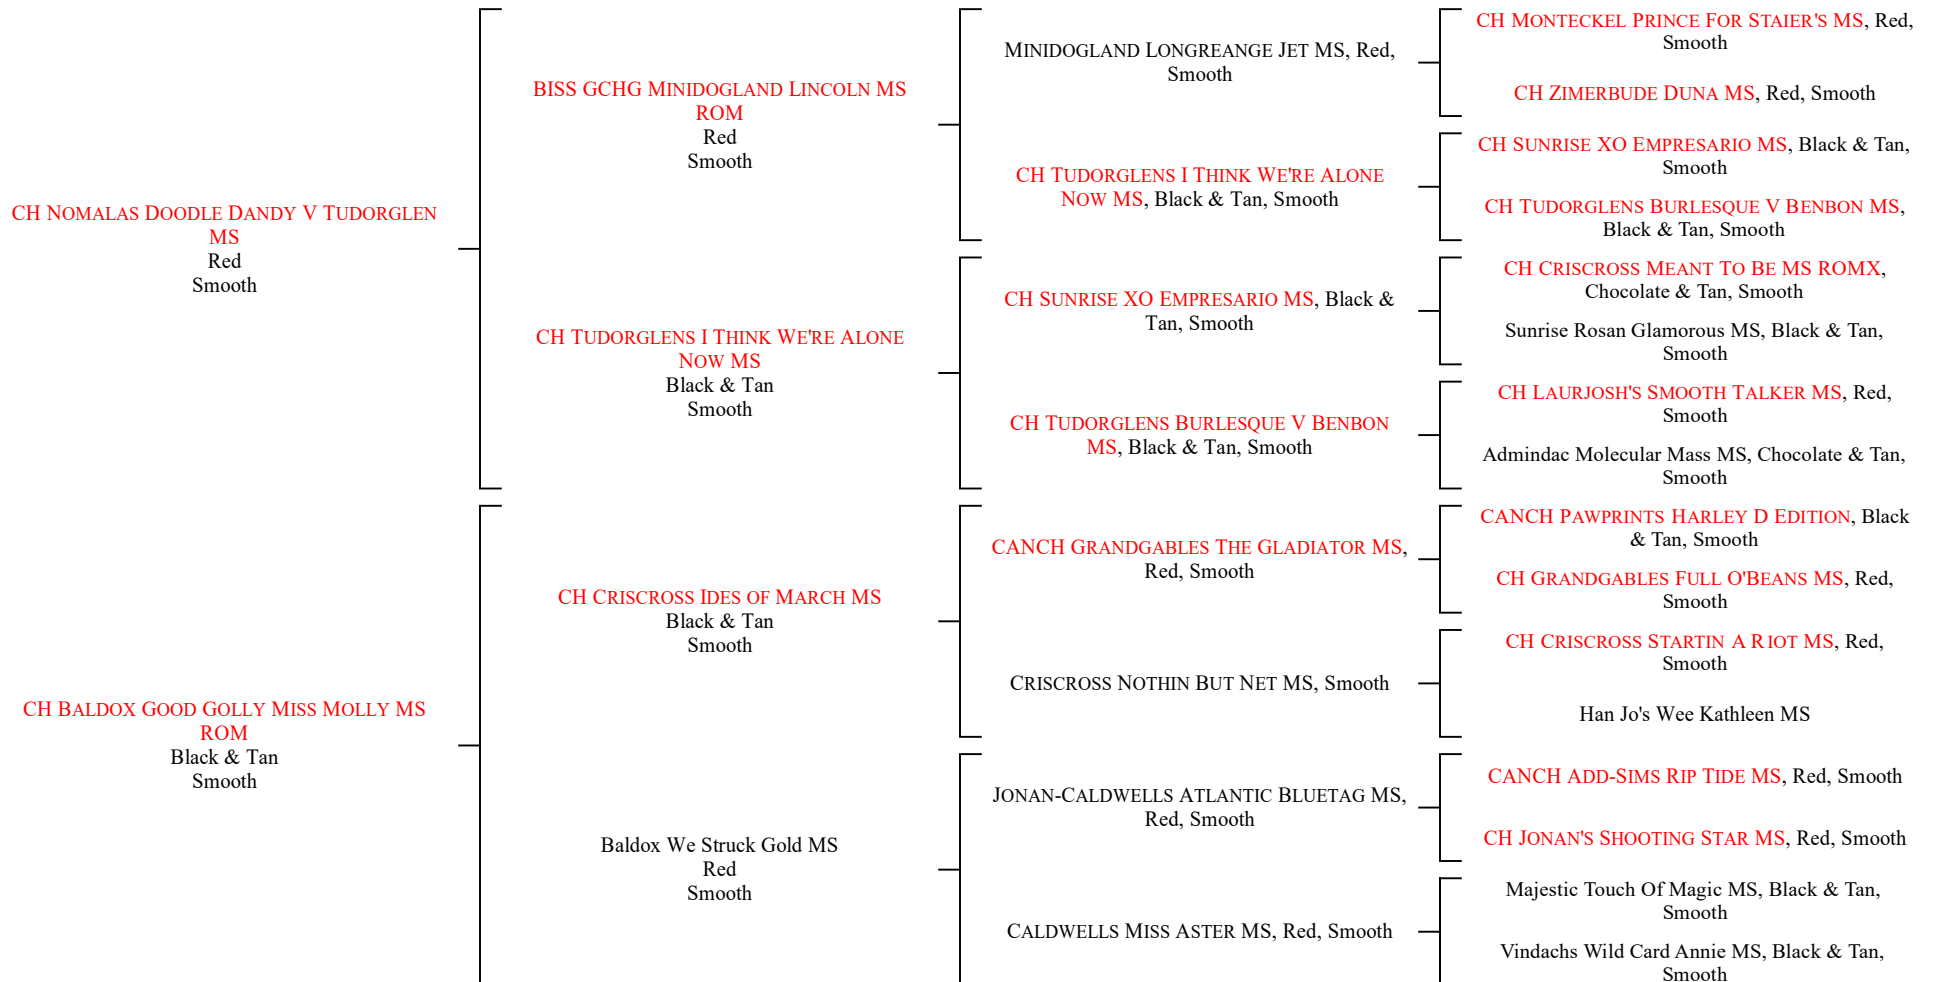 CH NOMALAS DOODLE DANDY V TUDORGLEN
MS
Red
Smooth
CH BALDOX GOOD GOLLY MISS MOLLY MS
ROM
Black & Tan
Smooth
BISS GCHG MINIDOGLAND LINCOLN MS
ROM
Red
Smooth
CH TUDORGLENS I THINK WE'RE ALONE
NOW MS
Black & Tan
Smooth
CH CRISCROSS IDES OF MARCH MS
Black & Tan
Smooth
Baldox We Struck Gold MS
Red
Smooth
MINIDOGLAND LONGREANGE JET MS, Red,
Smooth
CH TUDORGLENS I THINK WE'RE ALONE
NOW MS, Black & Tan, Smooth
CH SUNRISE XO EMPRESARIO MS, Black &
Tan, Smooth
CH TUDORGLENS BURLESQUE V BENBON
MS, Black & Tan, Smooth
CANCH GRANDGABLES THE GLADIATOR MS,
Red, Smooth
CRISCROSS NOTHIN BUT NET MS, Smooth
JONAN-CALDWELLS ATLANTIC BLUETAG MS,
Red, Smooth
CALDWELLS MISS ASTER MS, Red, Smooth
CH MONTECKEL PRINCE FOR STAIER'S MS, Red,
Smooth
CH ZIMERBUDE DUNA MS, Red, Smooth
CH SUNRISE XO EMPRESARIO MS, Black & Tan,
Smooth
CH TUDORGLENS BURLESQUE V BENBON MS,
Black & Tan, Smooth
CH CRISCROSS MEANT TO BE MS ROMX,
Chocolate & Tan, Smooth
Sunrise Rosan Glamorous MS, Black & Tan,
Smooth
CH LAURJOSH'S SMOOTH TALKER MS, Red,
Smooth
Admindac Molecular Mass MS, Chocolate & Tan,
Smooth
CANCH PAWPRINTS HARLEY D EDITION, Black
& Tan, Smooth
CH GRANDGABLES FULL O'BEANS MS, Red,
Smooth
CH CRISCROSS STARTIN A RIOT MS, Red,
Smooth
Han Jo's Wee Kathleen MS
CANCH ADD-SIMS RIP TIDE MS, Red, Smooth
CH JONAN'S SHOOTING STAR MS, Red, Smooth
Majestic Touch Of Magic MS, Black & Tan,
Smooth
Vindachs Wild Card Annie MS, Black & Tan,
Smooth